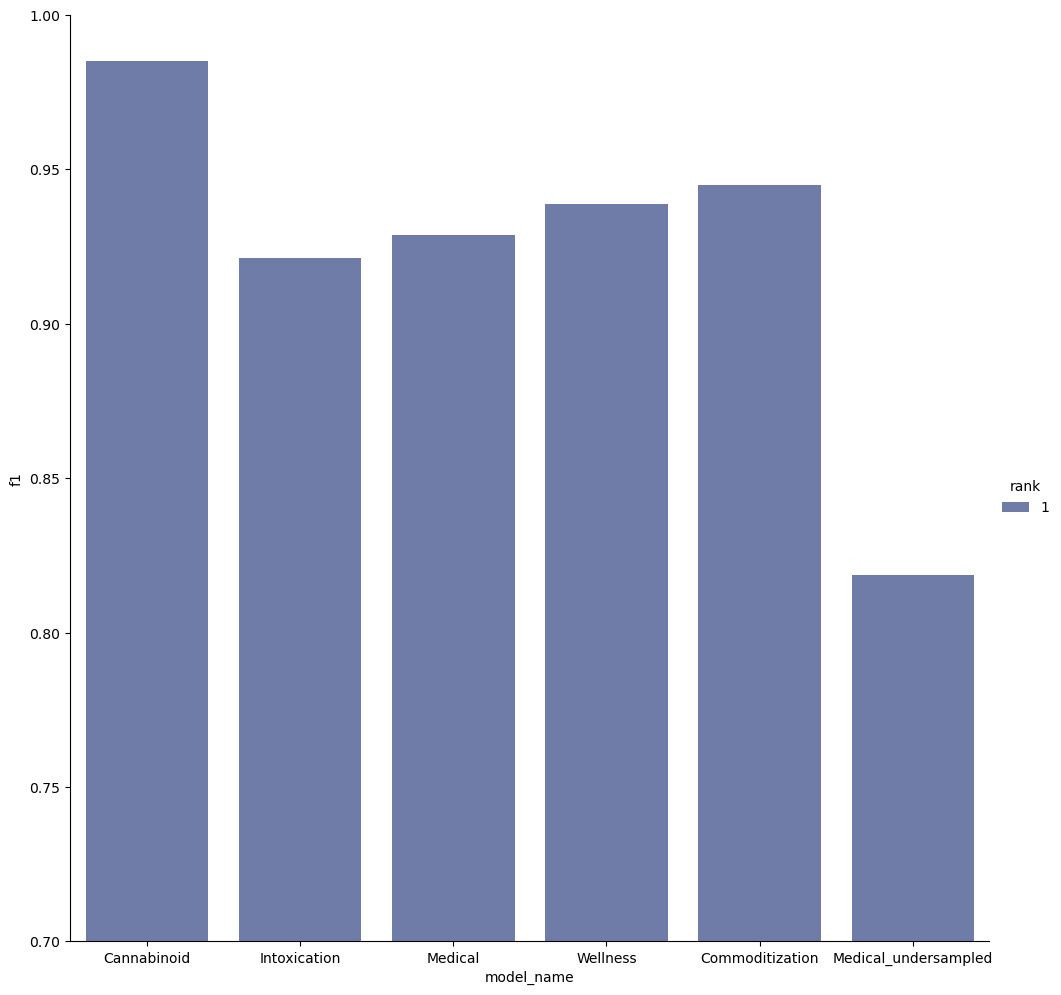 1.00
0.95
0.90
0.85
0.80
0.75
0.70
f1
Cannabinoid Intoxication Medical Wellness Commoditization Medical_undersampled
model_name
rank
1